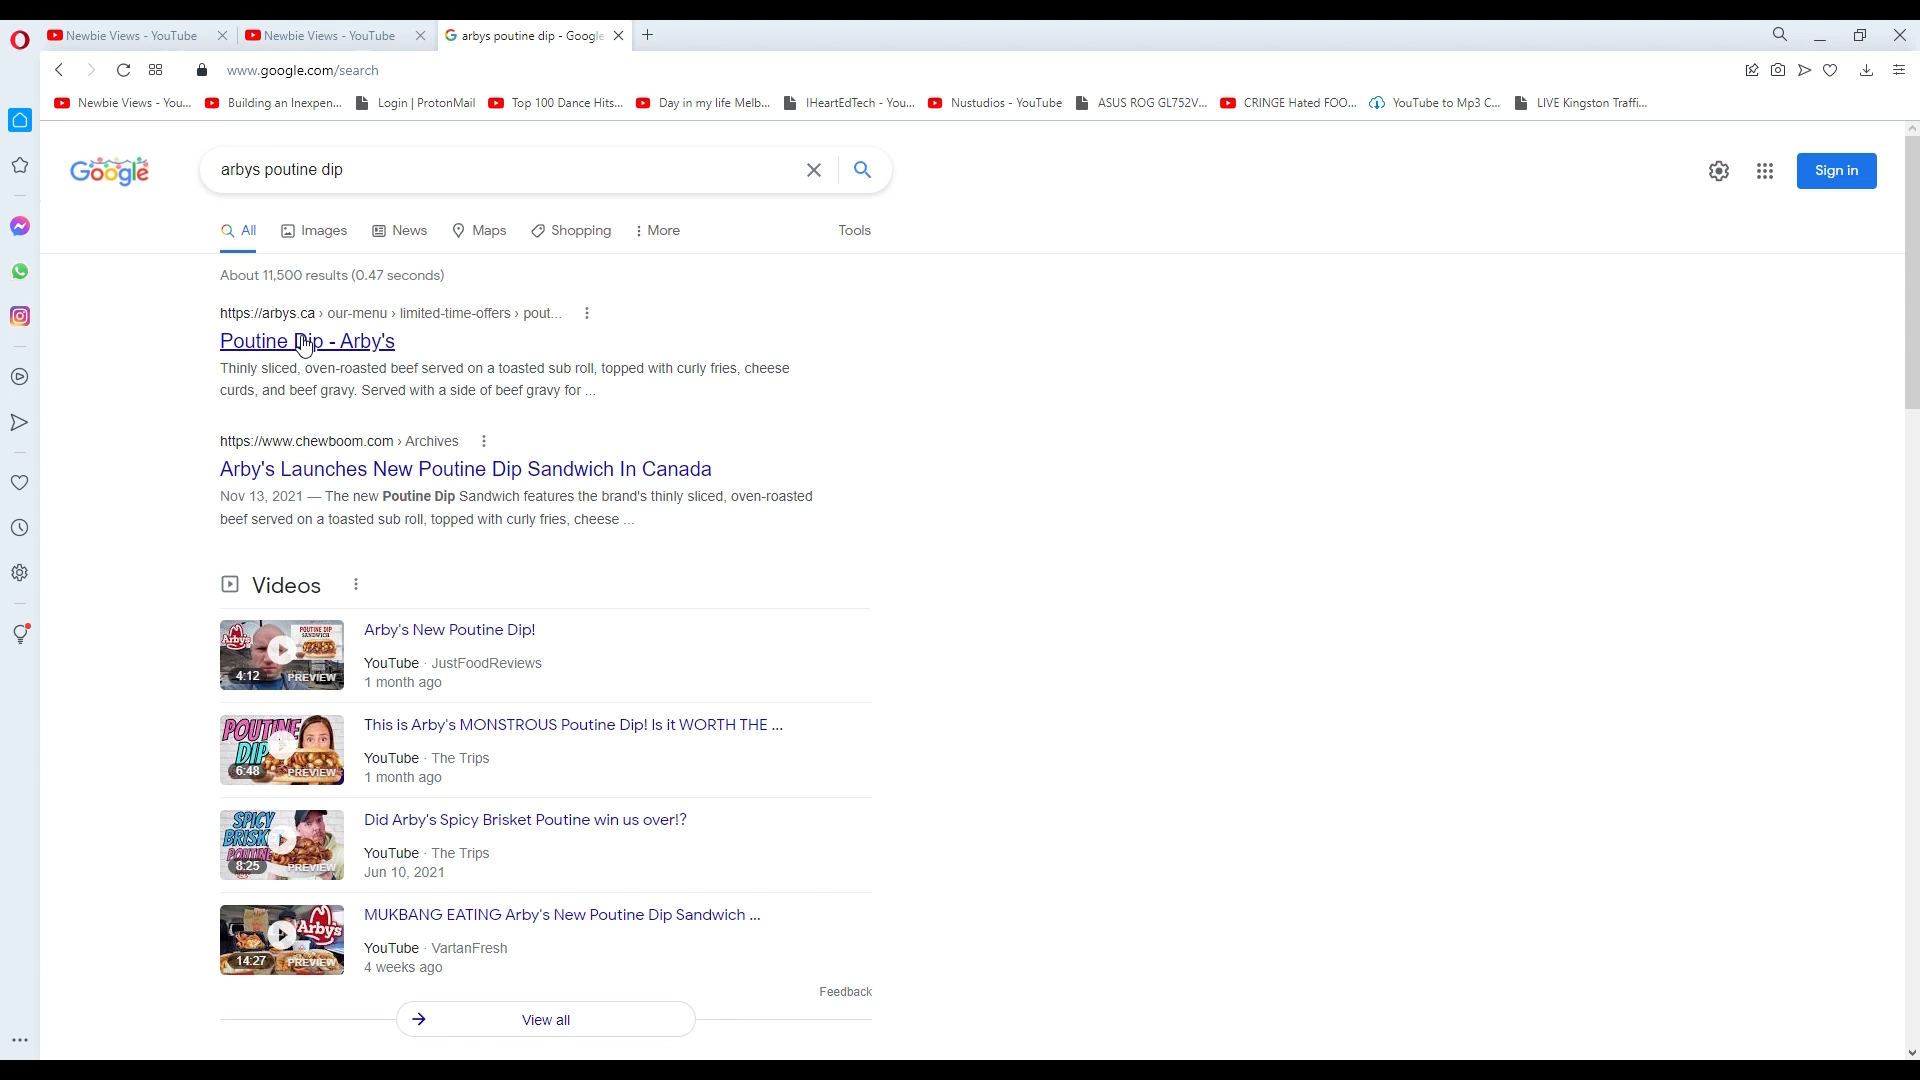 Newbie Views - YouTube
Newbie Views - YouTube
arbys poutine dip - Google
www.google.com/search
Newbie Views - You...
Building an Inexpen...
Login | ProtonMail
Top 100 Dance Hits...
Day in my life Melb...
IHeartEdTech - You...
Nustudios - YouTube
ASUS ROG GL752V...
CRINGE Hated FOO...
YouTube to Mp3 C...
LIVE Kingston Traffi...
Google
arbys poutine dip
Sign in
All
Images
News
Maps
Shopping
More
Tools
About 11,500 results (0.47 seconds)
https://arbys.ca › our-menu › limited-time-offers › pout...
Poutine Dip - Arby's
Thinly sliced, oven-roasted beef served on a toasted sub roll, topped with curly fries, cheese
curds, and beef gravy. Served with a side of beef gravy for ...
https://www.chewboom.com › Archives
Arby's Launches New Poutine Dip Sandwich In Canada
Nov 13, 2021 — The new Poutine Dip Sandwich features the brand's thinly sliced, oven-roasted
beef served on a toasted sub roll, topped with curly fries, cheese ...
Videos
Arby's
POUTINE DIP
SANDWICH
4:12
PREVIEW
Arby's New Poutine Dip!
YouTube · JustFoodReviews
1 month ago
POUTINE
DIP
6:48
PREVIEW
This is Arby's MONSTROUS Poutine Dip! Is it WORTH THE ...
YouTube · The Trips
1 month ago
SPICY
BRISK
POUTINE
8:25
PREVIEW
Did Arby's Spicy Brisket Poutine win us over!?
YouTube · The Trips
Jun 10, 2021
Arby's
14:27
PREVIEW
MUKBANG EATING Arby's New Poutine Dip Sandwich ...
YouTube · VartanFresh
4 weeks ago
Feedback
View all